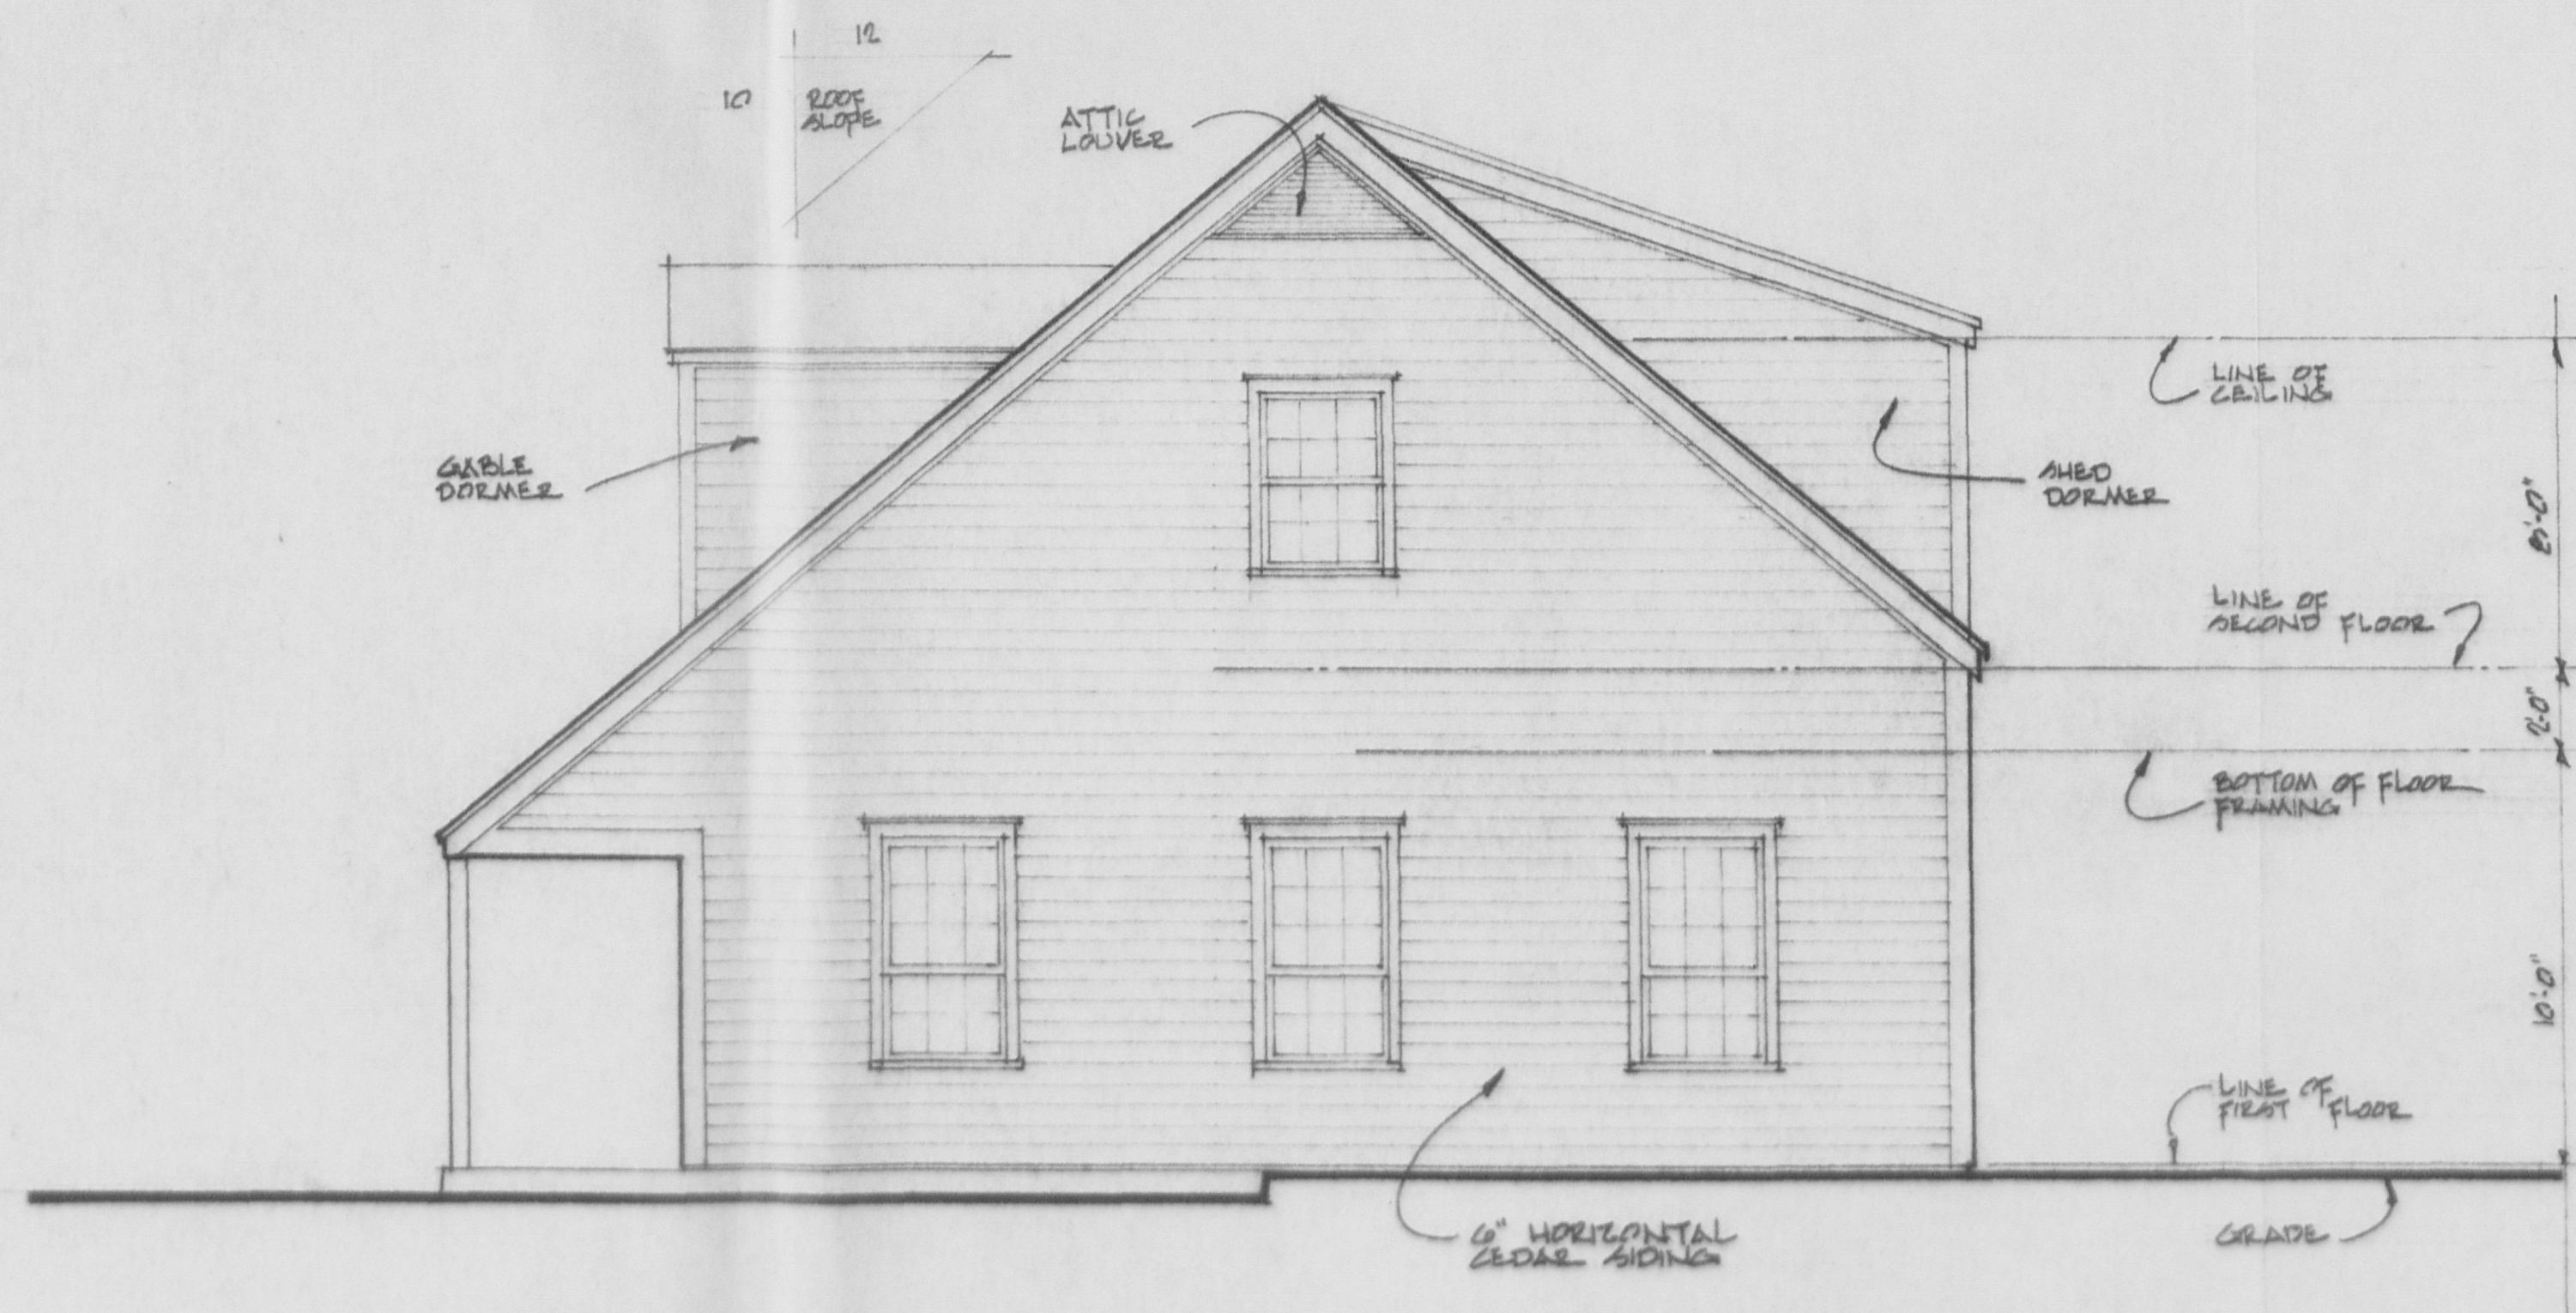 12
10
ROOF
SLOPE
ATTIC
LOUVER
LINE OF
CEILING
GABLE
DORMER
SHED
DORMER
8'-0"
LINE OF
SECOND FLOOR
2'-0"
BOTTOM OF FLOOR
FRAMING
10'-0"
LINE OF
FIRST FLOOR
6" HORIZONTAL
CEDAR SIDING
GRADE